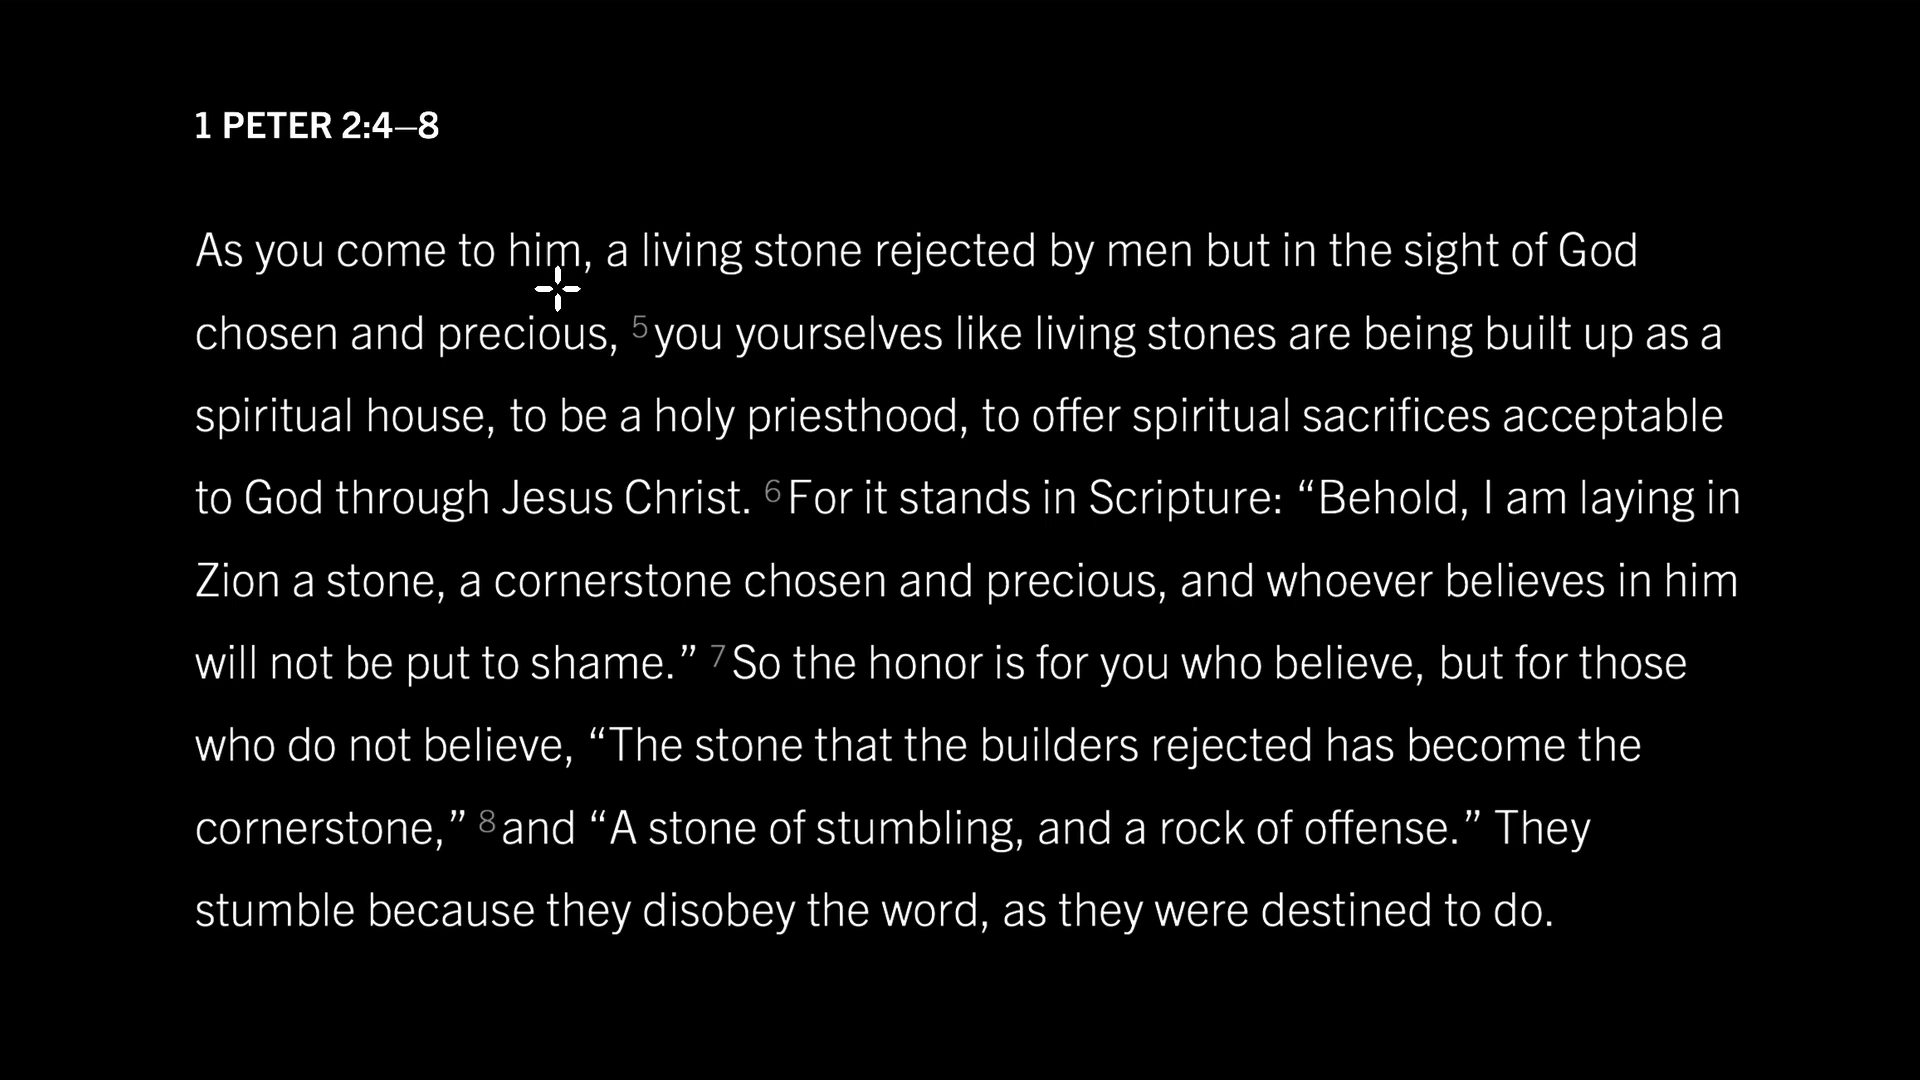 1 PETER 2:4–8
As you come to him, a living stone rejected by men but in the sight of God
chosen and precious, 5 you yourselves like living stones are being built up as a
spiritual house, to be a holy priesthood, to offer spiritual sacrifices acceptable
to God through Jesus Christ. 6 For it stands in Scripture: “Behold, I am laying in
Zion a stone, a cornerstone chosen and precious, and whoever believes in him
will not be put to shame.” 7 So the honor is for you who believe, but for those
who do not believe, “The stone that the builders rejected has become the
cornerstone,” 8 and “A stone of stumbling, and a rock of offense.” They
stumble because they disobey the word, as they were destined to do.